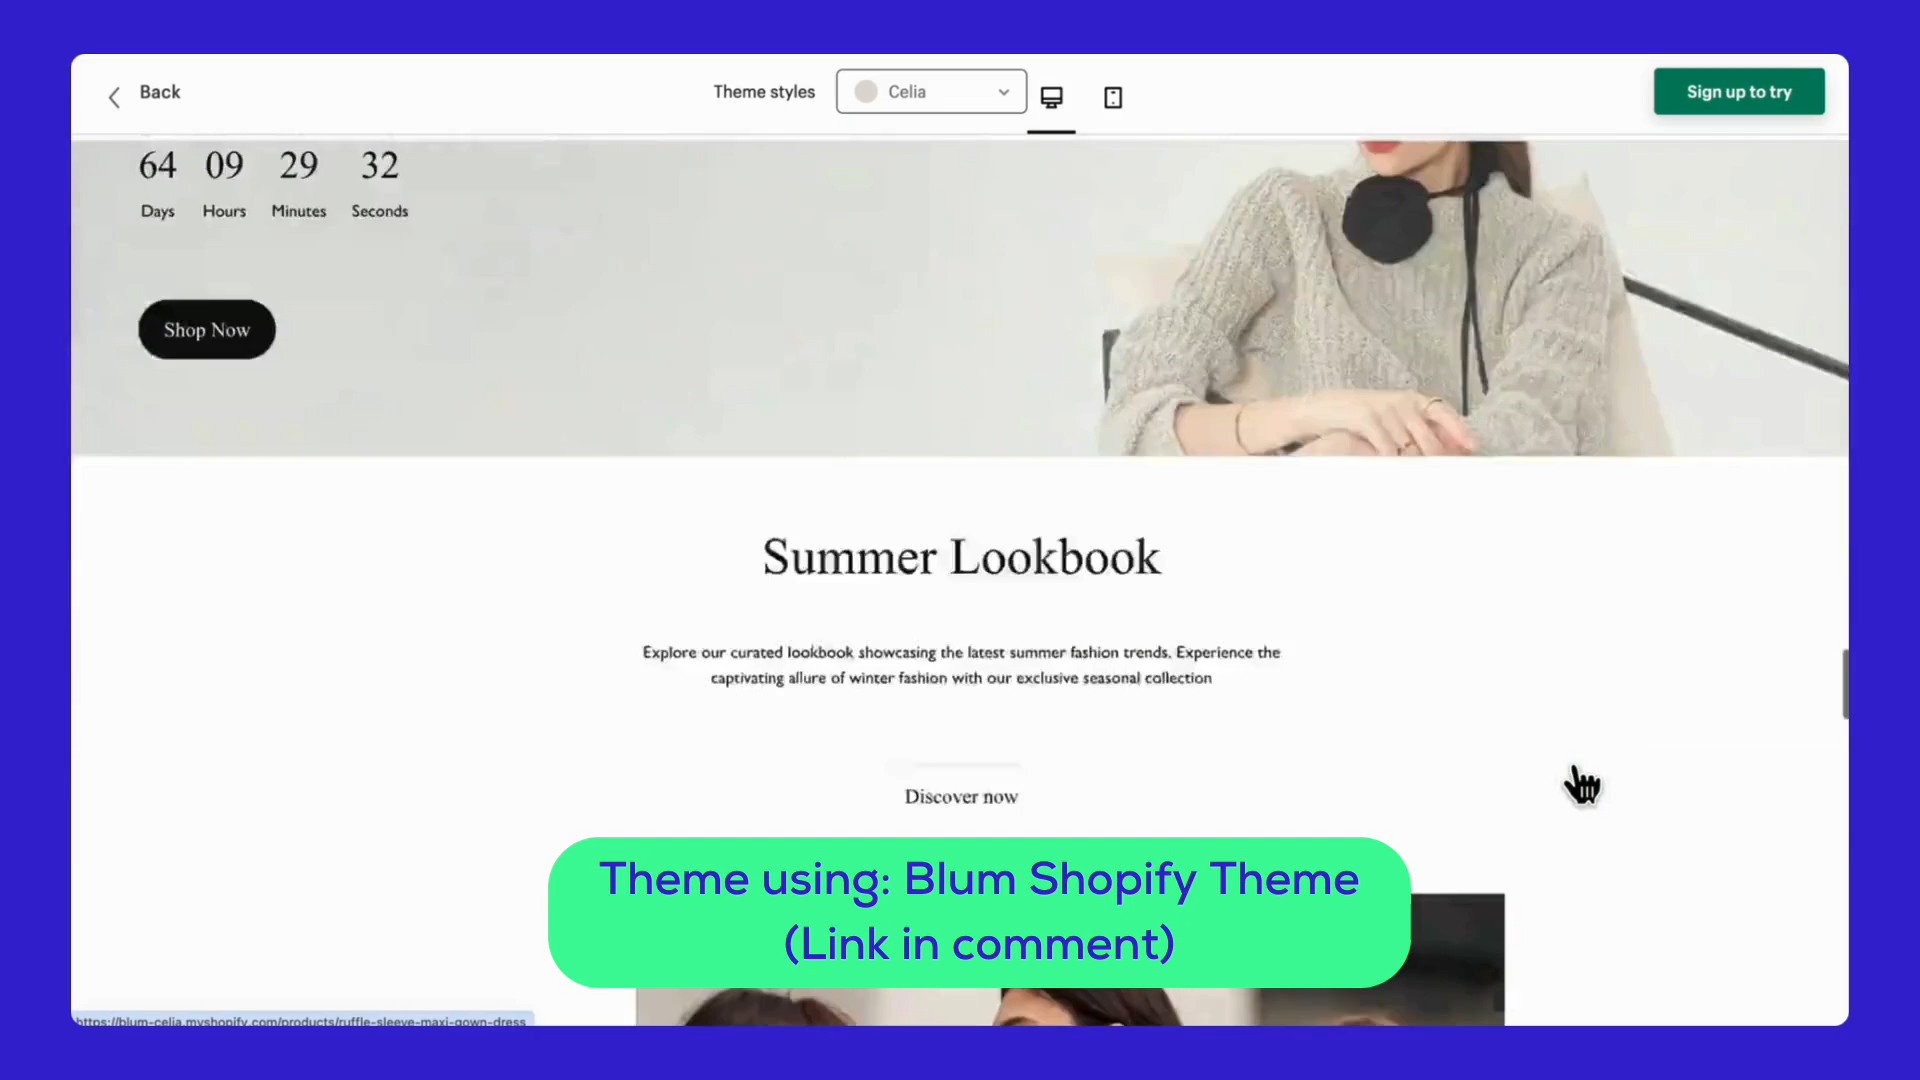 Back
Theme styles
Celia
Sign up to try
64 09 29 32
Days Hours Minutes Seconds
Shop Now
Summer Lookbook
Explore our curated lookbook showcasing the latest summer fashion trends. Experience the
captivating allure of winter fashion with our exclusive seasonal collection
Discover now
Theme using: Blum Shopify Theme
(Link in comment)
https://blum-celia.myshopify.com/products/ruffle-sleeve-maxi-gown-dress